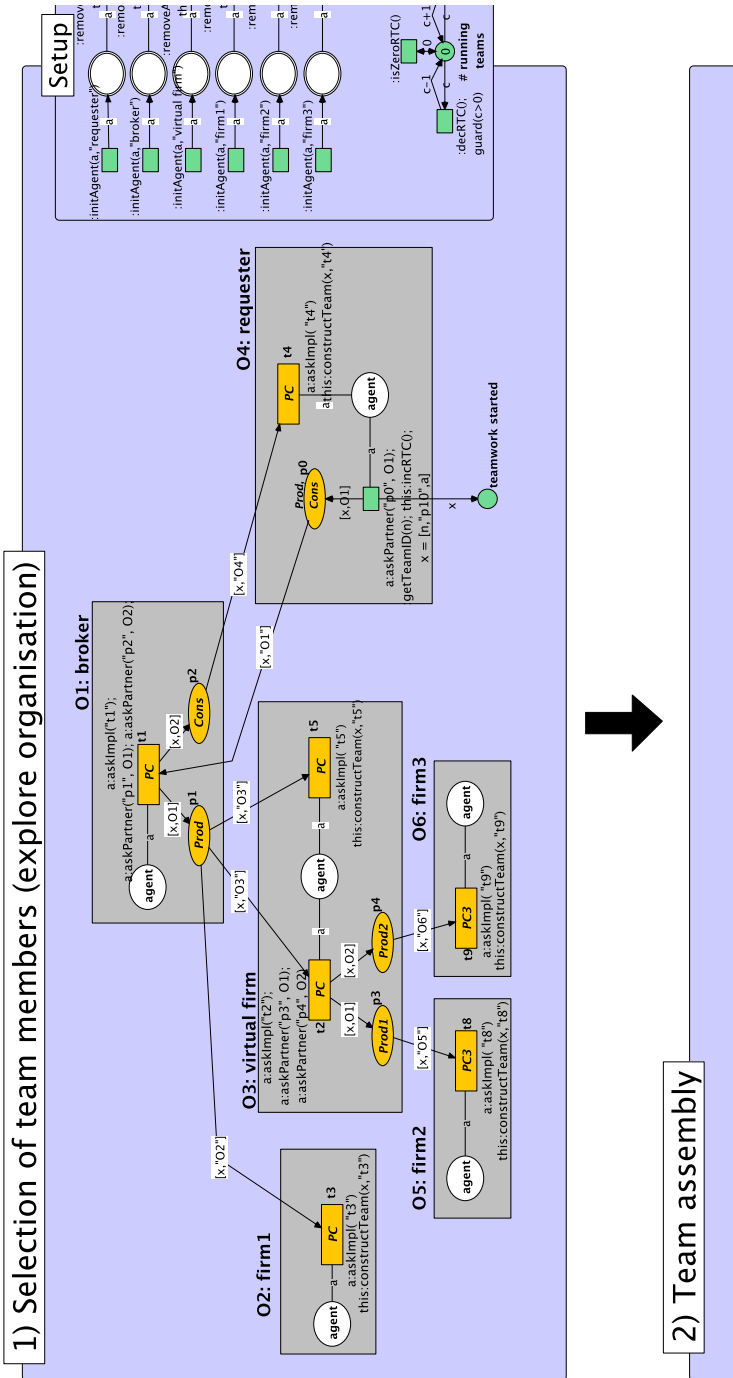 1) Selection of team members (explore organisation)
Setup
:initAgent(a,"requester")
:initAgent(a,"broker")
:initAgent(a,"virtual firm")
:initAgent(a,"firm1")
:initAgent(a,"firm2")
:initAgent(a,"firm3")
a
a
a
a
a
a
a
a
a
a
a
a
:isZeroRTC()
0
0
c+1
c
c-1
c
# running
teams
:decRTC();
guard(c>0)
O1: broker
a:askImpl("t1");
a:askPartner("p1", O1); a:askPartner("p2", O2);
agent
a
PC
t1
[x,O1]
[x,O2]
Prod
p1
Cons
p2
[x,"O4"]
[x,"O1"]
[x,"O2"]
[x,"O3"]
[x,"O3"]
O4: requester
PC
t4
a:askImpl( "t4")
this:constructTeam(x,"t4")
a
agent
a
Prod,
Cons
p0
[x,O1]
a:askPartner("p0", O1);
:getTeamID(n); this:incRTC();
x = [n,"p10",a]
x
teamwork started
O2: firm1
agent
a
PC
t3
a:askImpl( "t3")
this:constructTeam(x,"t3")
O3: virtual firm
a:askImpl("t2");
a:askPartner("p3", O1);
a:askPartner("p4", O2)
t2
PC
a
agent
a
PC
t5
a:askImpl( "t5")
this:constructTeam(x,"t5")
[x,O1]
[x,O2]
Prod1
p3
Prod2
p4
[x,"O5"]
[x,"O6"]
O5: firm2
agent
a
PC3
t8
a:askImpl( "t8")
this:constructTeam(x,"t8")
O6: firm3
t9
PC3
a
agent
a:askImpl( "t9")
this:constructTeam(x,"t9")
2) Team assembly